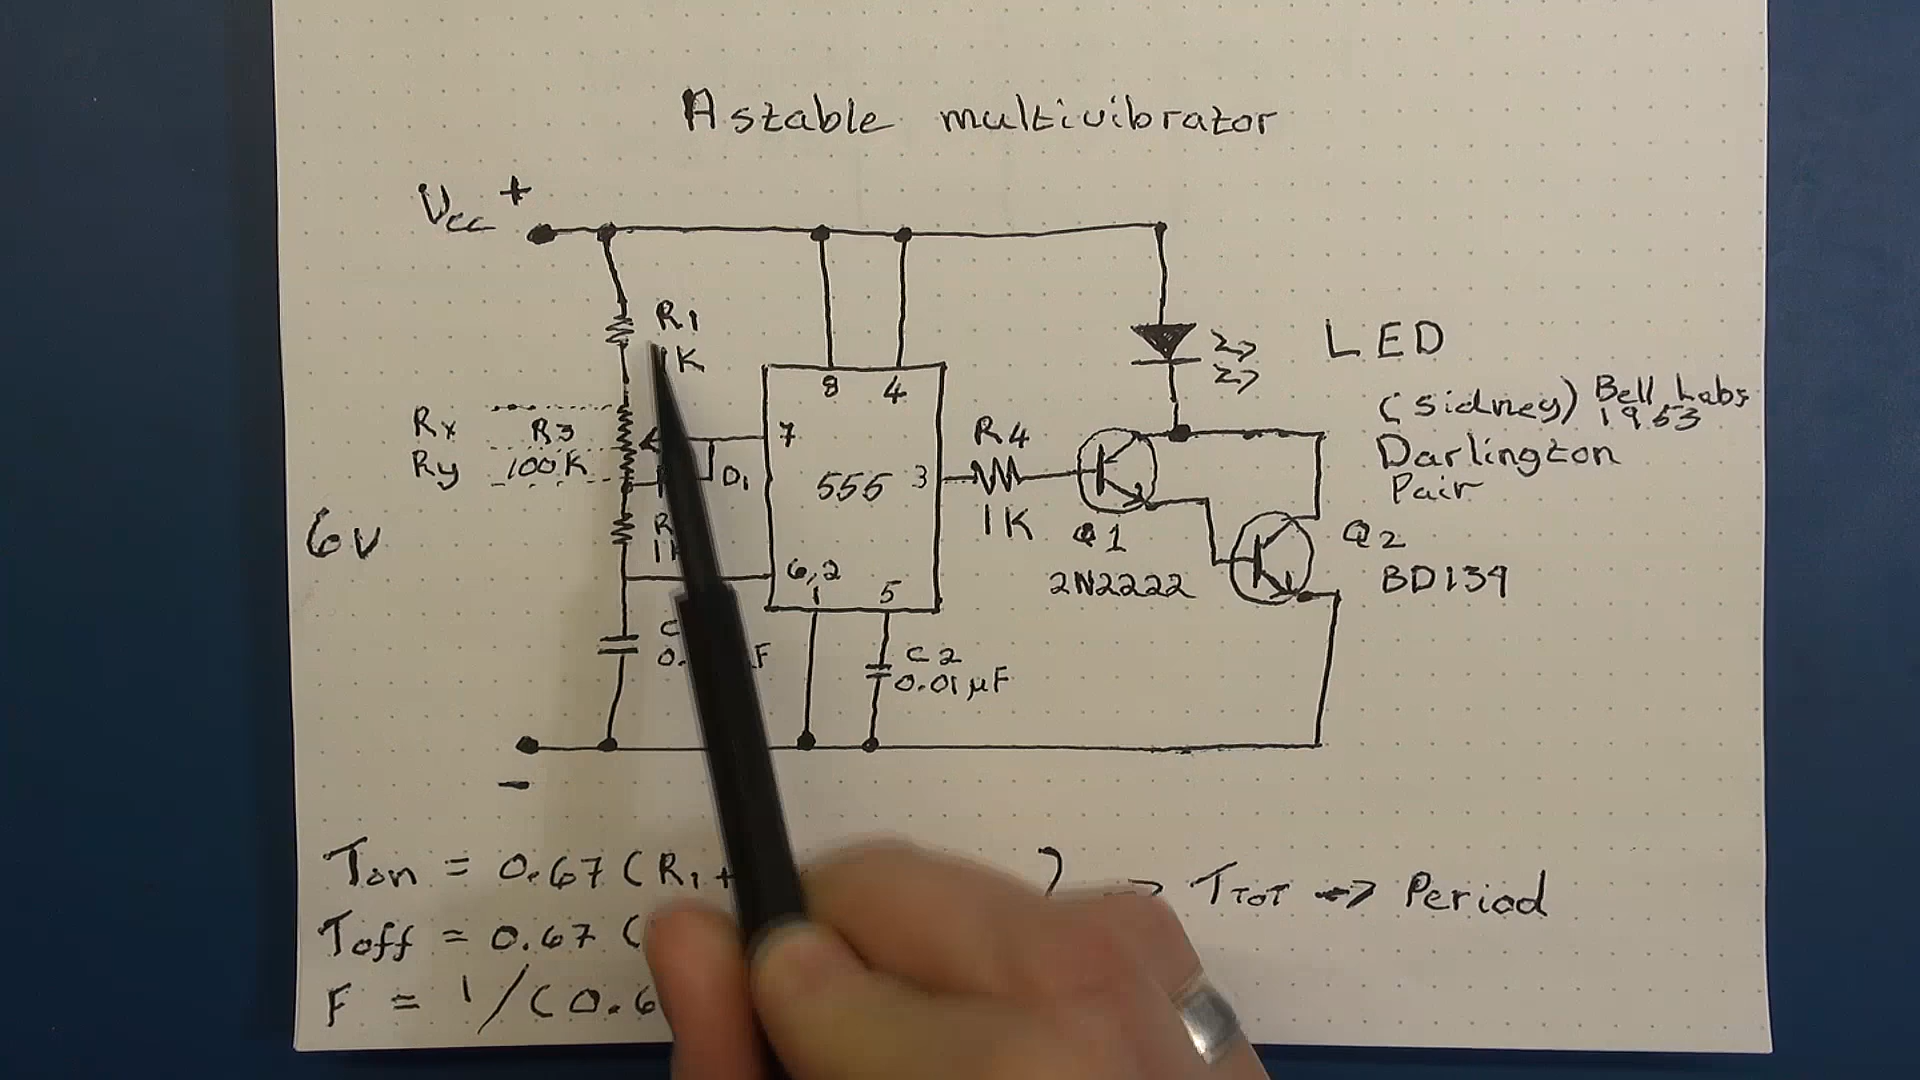 Astable multivibrator
Vcc +
R1
1K
8 4
LED
(Sidney) Bell Labs
1953
Darlington
Pair
Rx R3
Ry 100K
7
D1
555 3
R4
1K
6V
6,2
1 5
Q1
2N2222
Q2
BD139
C2
0.01µF
-
Ton = 0.67 (R1 +
) -> TTOT -> Period
Toff = 0.67 (
F = 1/(0.6